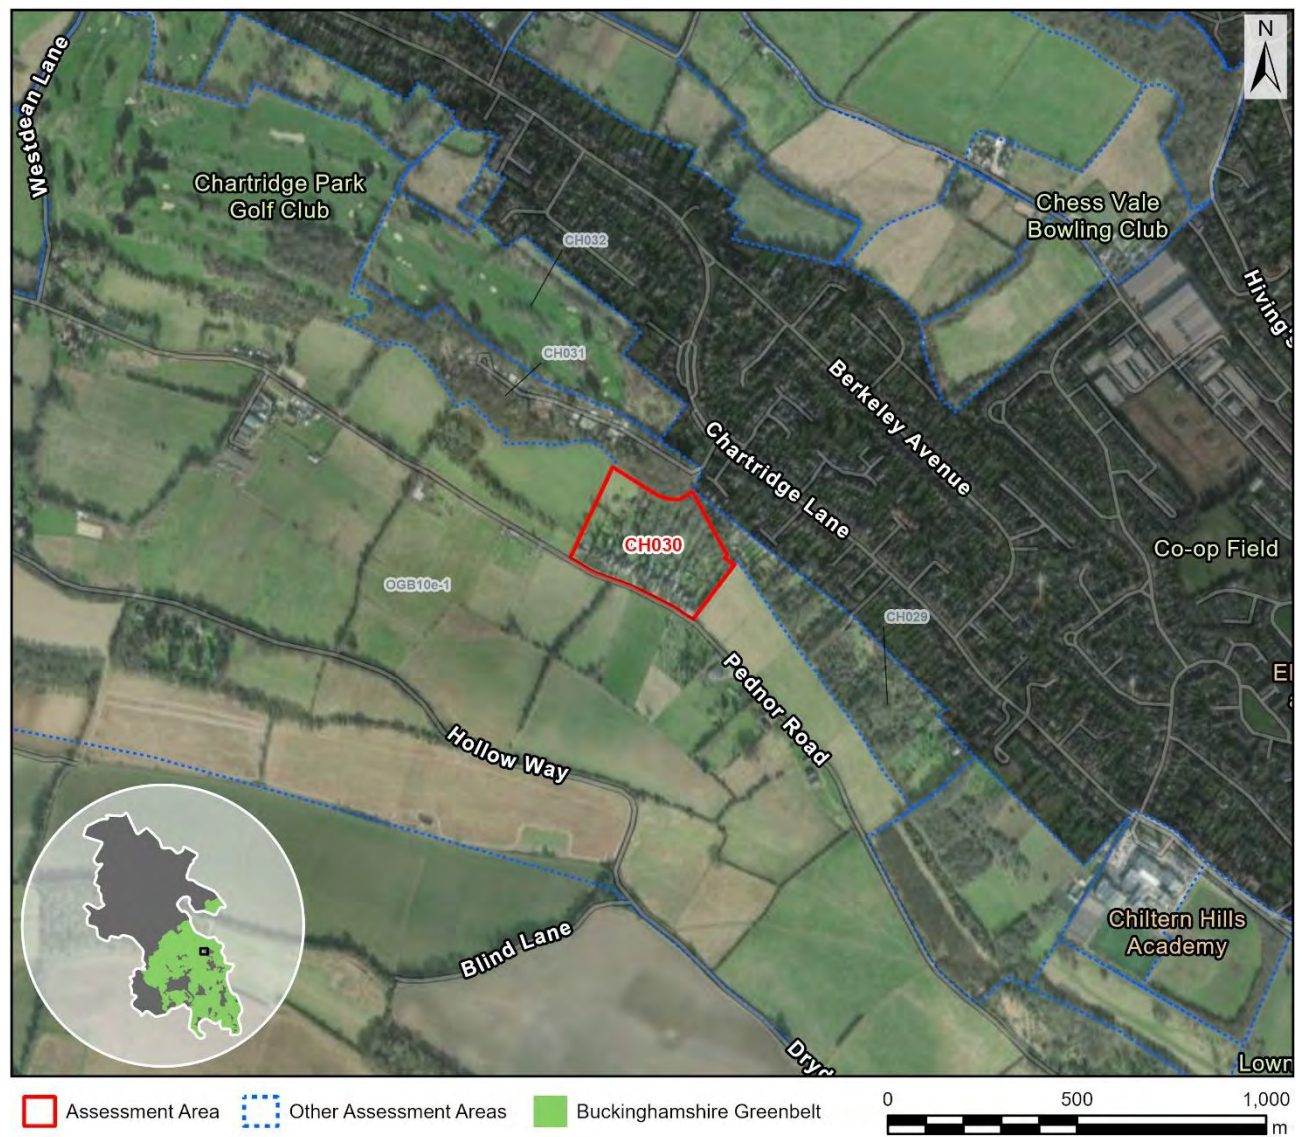 N
Westdean Lane
Chartridge Park
Golf Club
Chess Vale
Bowling Club
CH032
Hiving's
CH031
Berkeley Avenue
Chartridge Lane
CH030
Co-op Field
OGB10e-1
CH029
Pednor Road
Hollow Way
Blind Lane
Chiltern Hills
Academy
Dryd
Lown
Assessment Area
Other Assessment Areas
Buckinghamshire Greenbelt
0 500 1,000
m